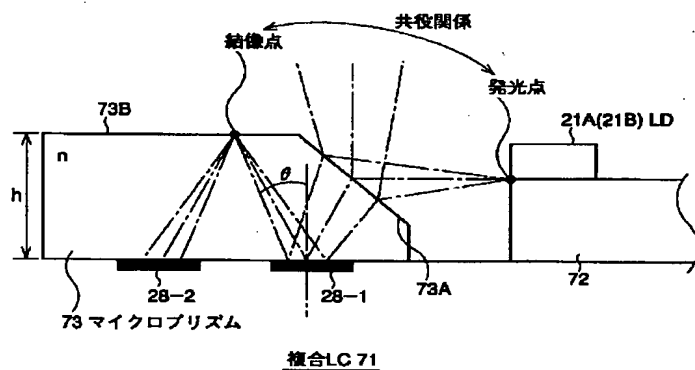 共役関係
結像点
発光点
73B
21A(21B) LD
n
θ
h
28-2
28-1
73A
72
73 マイクロプリズム
複合LC 71